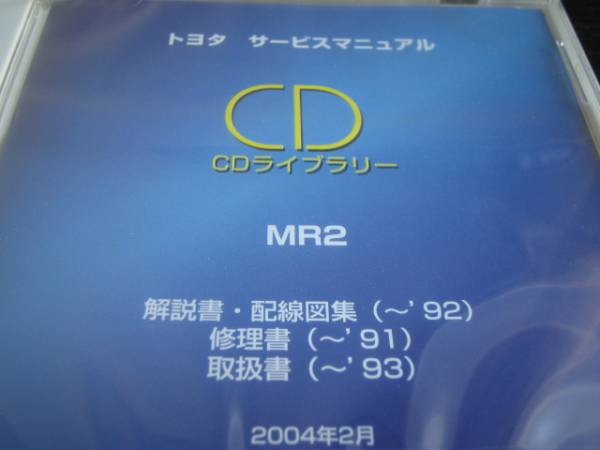 トヨタ　サービスマニュアル
CD
CDライブラリー
MR2
解説書・配線図集（～'92）
修理書（～'91）
取扱書（～'93）
2004年2月